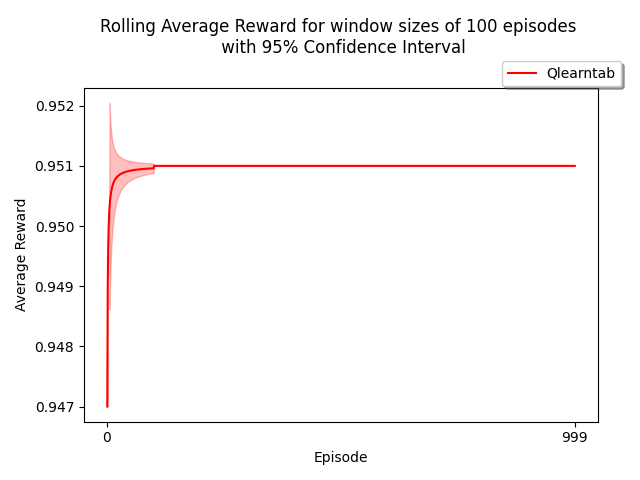 Rolling Average Reward for window sizes of 100 episodes
with 95% Confidence Interval
Qlearntab
0.952
0.951
0.950
0.949
0.948
0.947
Average Reward
0
999
Episode